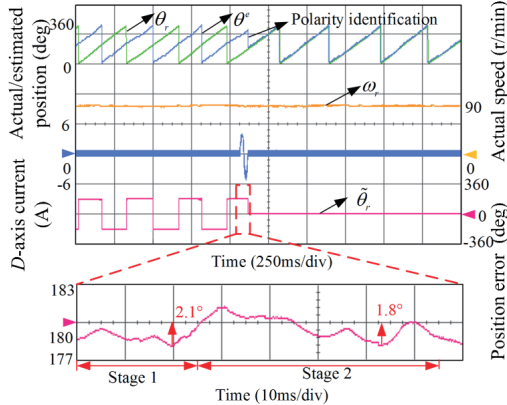 360
θr
θe
Polarity identification
0
Actual/estimated
position (deg)
ωr
90
6
0
0
-6
360
θ̃r
0
-360
D-axis current
(A)
Actual speed (r/min)
(deg)
Time (250ms/div)
183
2.1°
1.8°
180
177
Stage 1
Stage 2
Position error
Time (10ms/div)